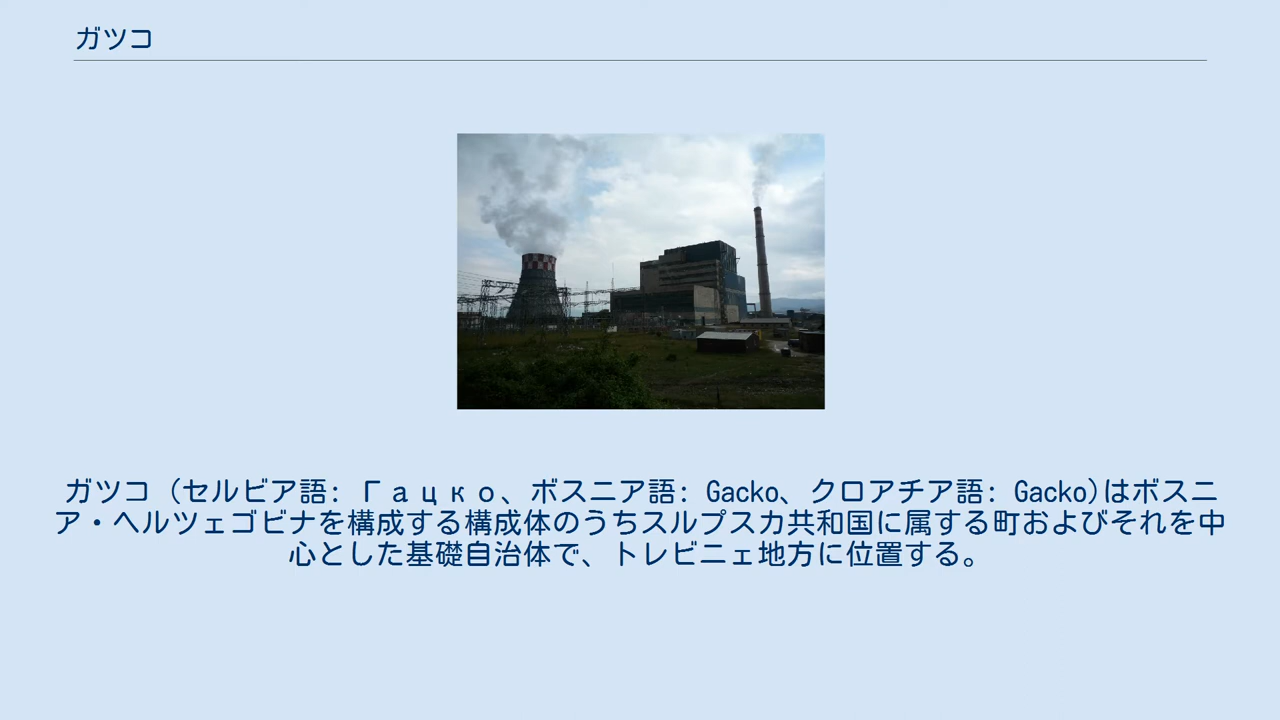 ガツコ
ガツコ (セルビア語: Гацко、ボスニア語: Gacko、クロアチア語: Gacko)はボスニ
ア・ヘルツェゴビナを構成する構成体のうちスルプスカ共和国に属する町およびそれを中
心とした基礎自治体で、トレビニェ地方に位置する。